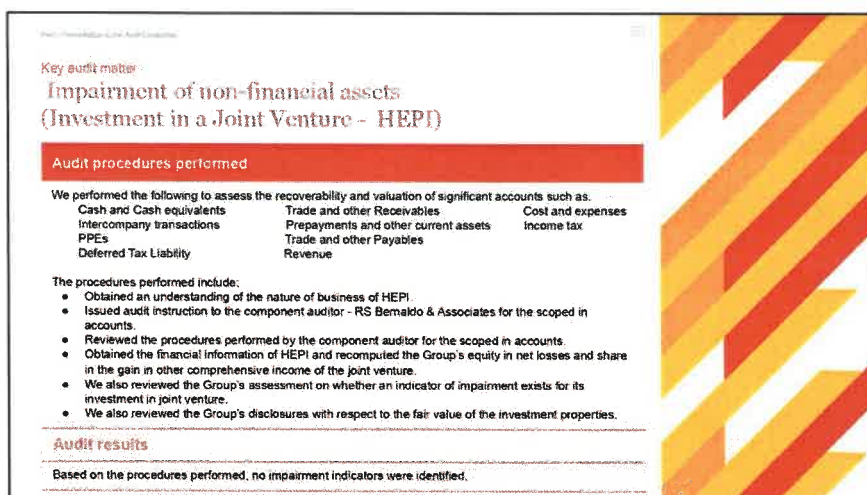 Key audit matter
Impairment of non-financial assets
(Investment in a Joint Venture - HEPI)
Audit procedures performed
We performed the following to assess the recoverability and valuation of significant accounts such as.
Cash and Cash equivalents Trade and other Receivables Cost and expenses
Intercompany transactions Prepayments and other current assets Income tax
PPEs Trade and other Payables
Deferred Tax Liability Revenue
The procedures performed include:
● Obtained an understanding of the nature of business of HEPI.
● Issued audit instruction to the component auditor - RS Bernaldo & Associates for the scoped in
accounts.
● Reviewed the procedures performed by the component auditor for the scoped in accounts.
● Obtained the financial information of HEPI and recomputed the Group's equity in net losses and share
in the gain in other comprehensive income of the joint venture.
● We also reviewed the Group's assessment on whether an indicator of impairment exists for its
investment in joint venture.
● We also reviewed the Group's disclosures with respect to the fair value of the investment properties.
Audit results
Based on the procedures performed, no impairment indicators were identified.